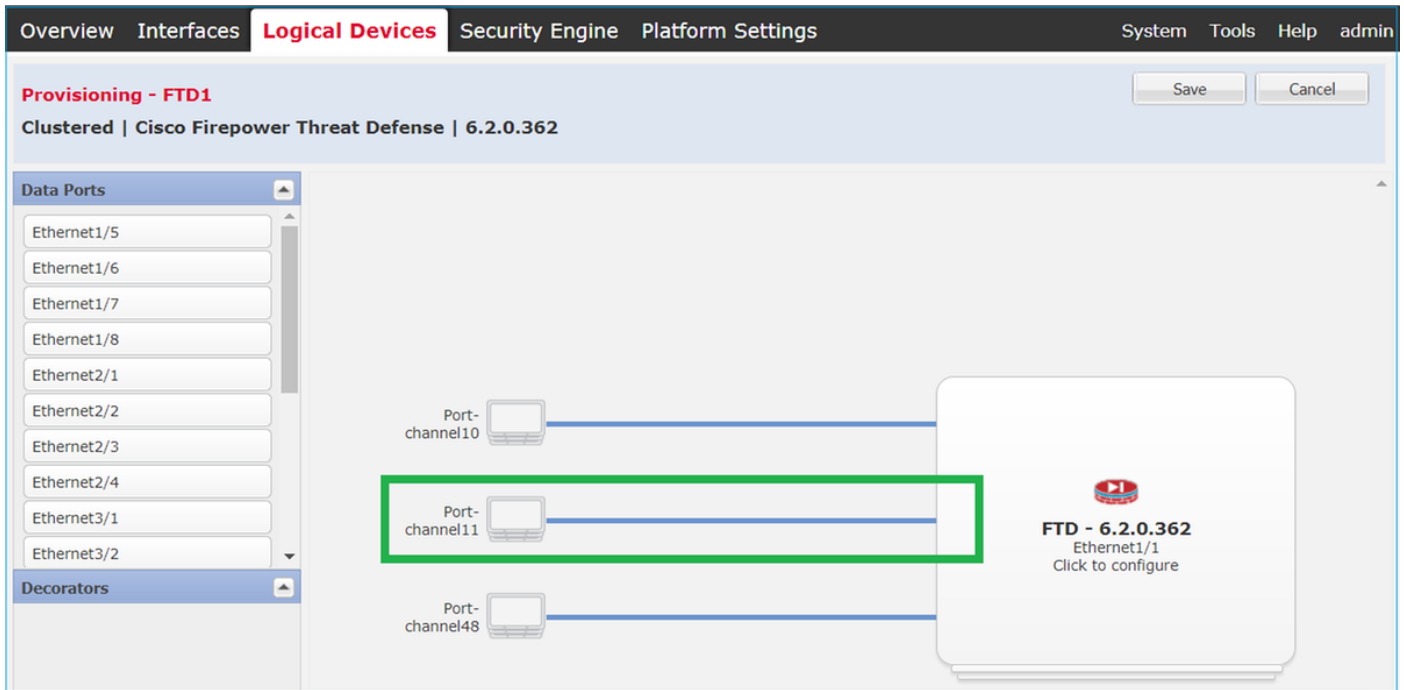 Overview Interfaces Logical Devices Security Engine Platform Settings System Tools Help admin
Provisioning - FTD1
Save Cancel
Clustered | Cisco Firepower Threat Defense | 6.2.0.362
Data Ports
Ethernet1/5
Ethernet1/6
Ethernet1/7
Ethernet1/8
Ethernet2/1
Ethernet2/2
Ethernet2/3
Ethernet2/4
Ethernet3/1
Ethernet3/2
Decorators
Port-
channel10
Port-
channel11
Port-
channel48
FTD - 6.2.0.362
Ethernet1/1
Click to configure